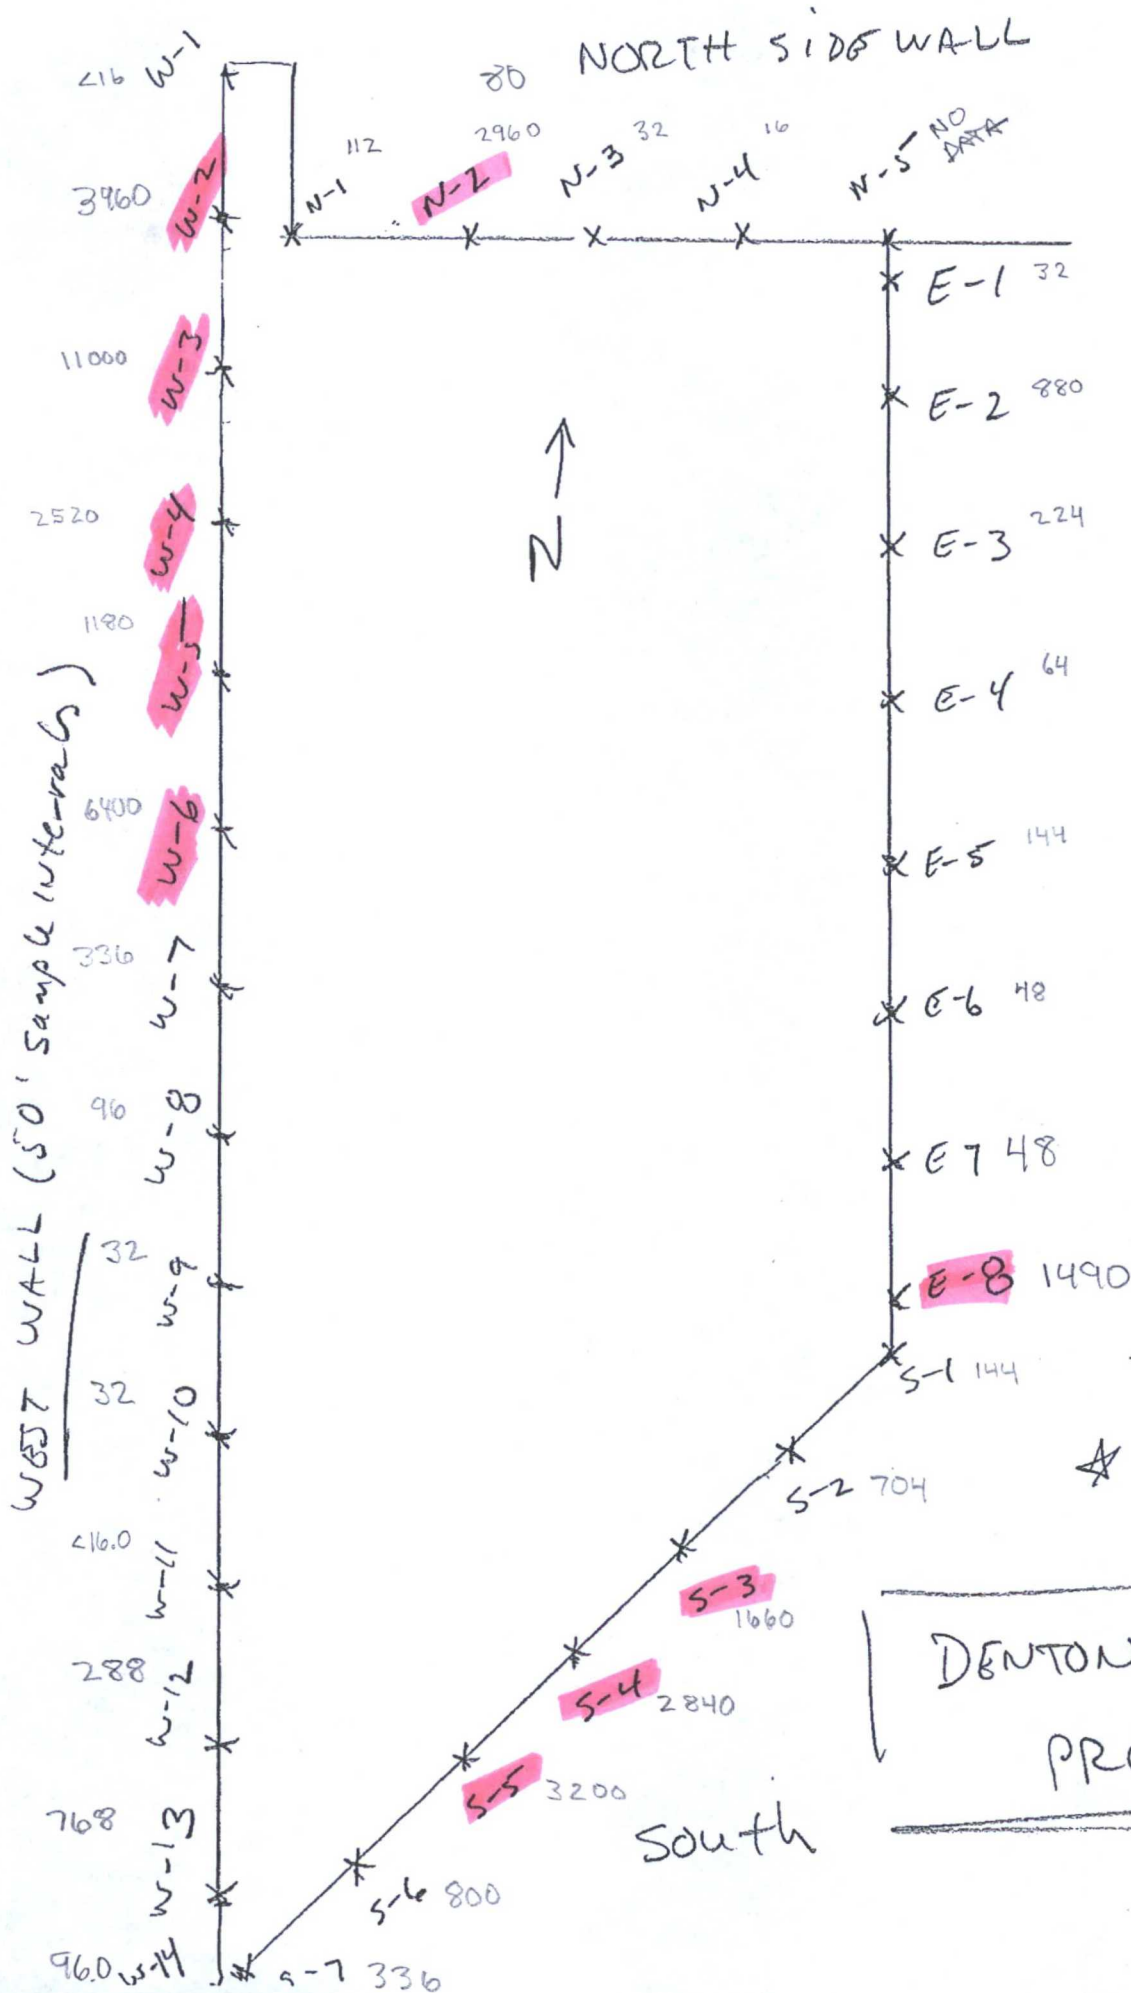 NORTH SIDEWALL
<16 W-1
80
112 N-1
2960 N-2
N-3 32
N-4 16
N-5 NO DATA
3960 W-2
11000 W-3
2520 W-4
1180 W-5
6400 W-6
336 W-7
96 W-8
32 W-9
32 W-10
<16.0 W-11
288 W-12
768 W-13
96.0 W-14
WEST WALL (50' sample intervals)
N
E-1 32
E-2 880
E-3 224
E-4 64
E-5 144
E-6 48
E7 48
E-8 1490
S-1 144
S-2 704
S-3 1660
S-4 2840
S-5 3200
S-6 800
S-7 336
South
DENTON